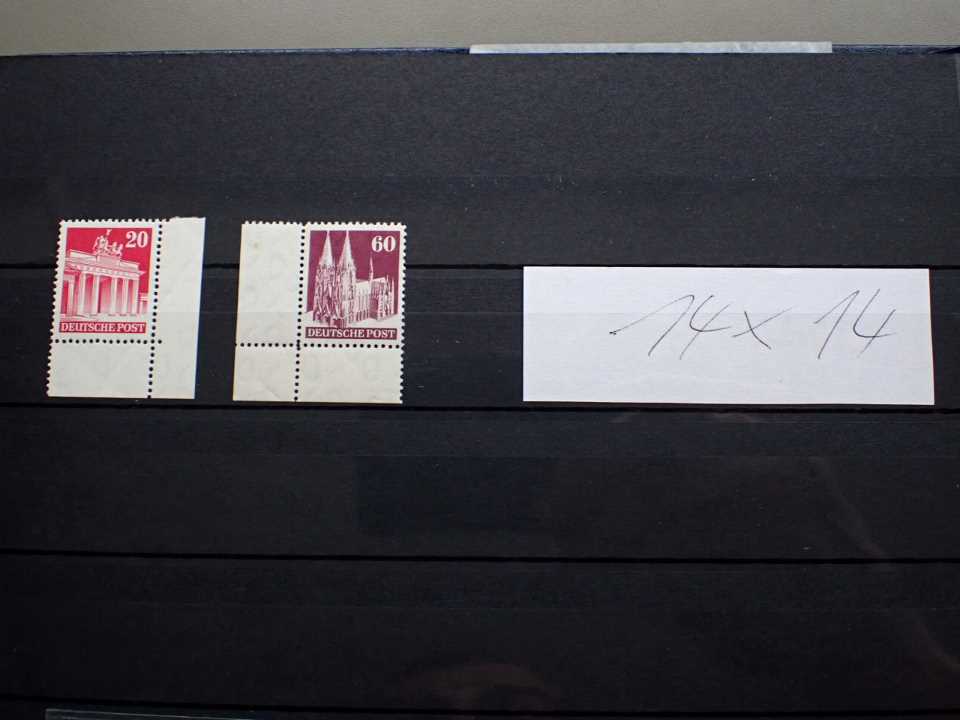 20
DEUTSCHE POST
60
DEUTSCHE POST
14 x 14